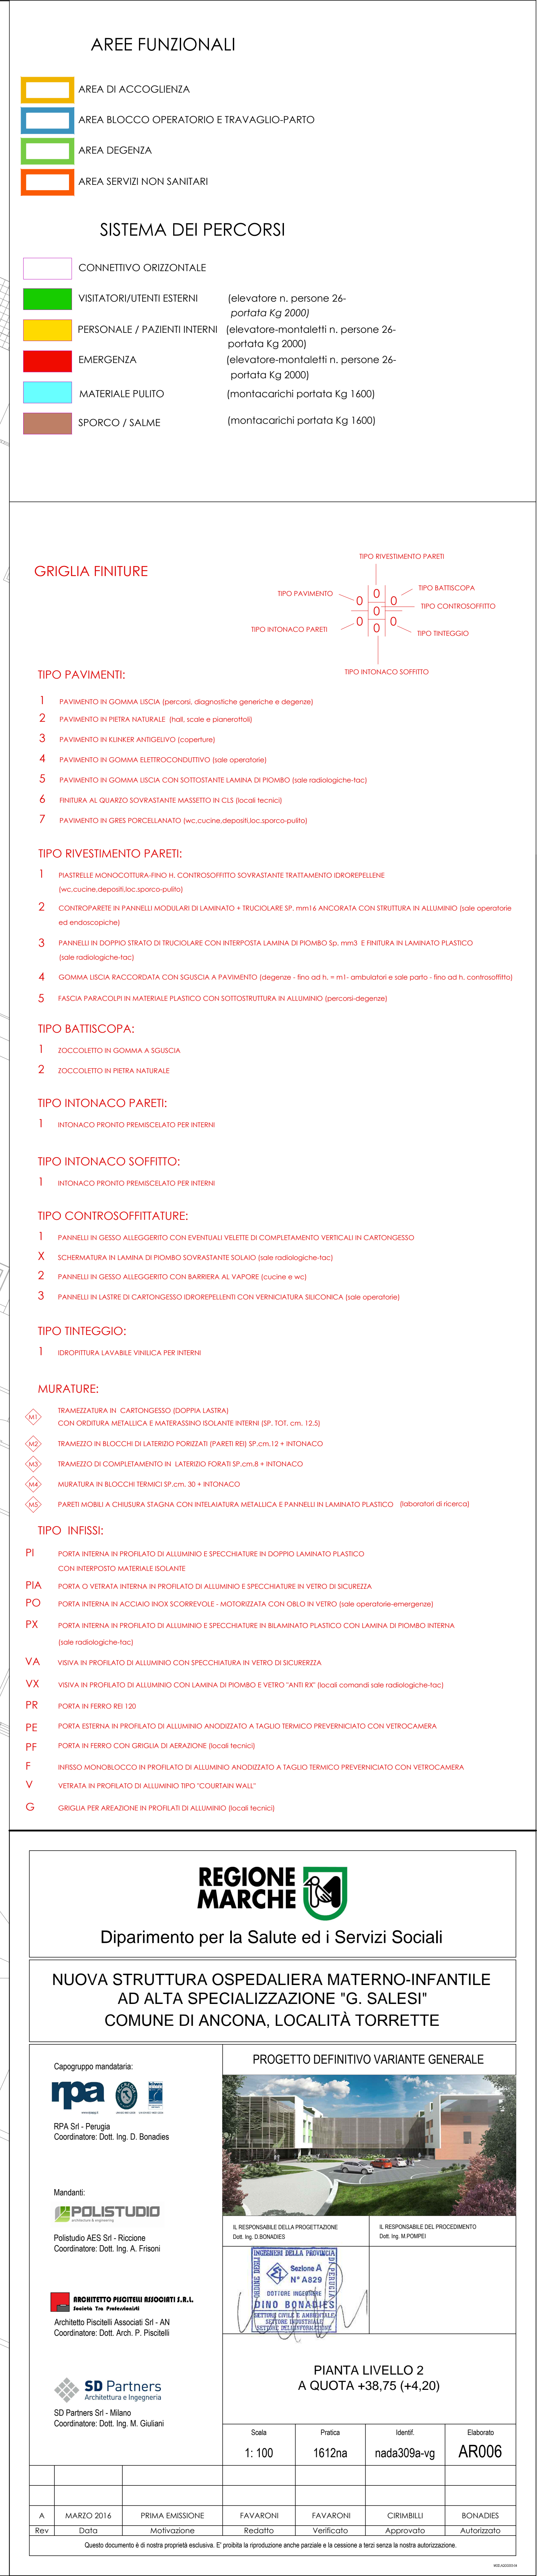 AREE FUNZIONALI
AREA DI ACCOGLIENZA
AREA BLOCCO OPERATORIO E TRAVAGLIO-PARTO
AREA DEGENZA
AREA SERVIZI NON SANITARI
SISTEMA DEI PERCORSI
CONNETTIVO ORIZZONTALE
VISITATORI/UTENTI ESTERNI (elevatore n. persone 26-
portata Kg 2000)
PERSONALE / PAZIENTI INTERNI (elevatore-montaletti n. persone 26-
portata Kg 2000)
EMERGENZA (elevatore-montaletti n. persone 26-
portata Kg 2000)
MATERIALE PULITO (montacarichi portata Kg 1600)
SPORCO / SALME (montacarichi portata Kg 1600)
GRIGLIA FINITURE
TIPO RIVESTIMENTO PARETI
TIPO BATTISCOPA
TIPO PAVIMENTO
0 0 0
TIPO CONTROSOFFITTO
0
0 0 0
TIPO INTONACO PARETI
TIPO TINTEGGIO
TIPO INTONACO SOFFITTO
TIPO PAVIMENTI:
1 PAVIMENTO IN GOMMA LISCIA (percorsi, diagnostiche generiche e degenze)
2 PAVIMENTO IN PIETRA NATURALE (hall, scale e pianerottoli)
3 PAVIMENTO IN KLINKER ANTIGELIVO (coperture)
4 PAVIMENTO IN GOMMA ELETTROCONDUTTIVO (sale operatorie)
5 PAVIMENTO IN GOMMA LISCIA CON SOTTOSTANTE LAMINA DI PIOMBO (sale radiologiche-tac)
6 FINITURA AL QUARZO SOVRASTANTE MASSETTO IN CLS (locali tecnici)
7 PAVIMENTO IN GRES PORCELLANATO (wc,cucine,depositi,loc.sporco-pulito)
TIPO RIVESTIMENTO PARETI:
1 PIASTRELLE MONOCOTTURA-FINO H. CONTROSOFFITTO SOVRASTANTE TRATTAMENTO IDROREPELLENE
(wc,cucine,depositi,loc.sporco-pulito)
2 CONTROPARETE IN PANNELLI MODULARI DI LAMINATO + TRUCIOLARE SP. mm16 ANCORATA CON STRUTTURA IN ALLUMINIO (sale operatorie
ed endoscopiche)
3 PANNELLI IN DOPPIO STRATO DI TRUCIOLARE CON INTERPOSTA LAMINA DI PIOMBO Sp. mm3 E FINITURA IN LAMINATO PLASTICO
(sale radiologiche-tac)
4 GOMMA LISCIA RACCORDATA CON SGUSCIA A PAVIMENTO (degenze - fino ad h. = m1- ambulatori e sale parto - fino ad h. controsoffitto)
5 FASCIA PARACOLPI IN MATERIALE PLASTICO CON SOTTOSTRUTTURA IN ALLUMINIO (percorsi-degenze)
TIPO BATTISCOPA:
1 ZOCCOLETTO IN GOMMA A SGUSCIA
2 ZOCCOLETTO IN PIETRA NATURALE
TIPO INTONACO PARETI:
1 INTONACO PRONTO PREMISCELATO PER INTERNI
TIPO INTONACO SOFFITTO:
1 INTONACO PRONTO PREMISCELATO PER INTERNI
TIPO CONTROSOFFITTATURE:
1 PANNELLI IN GESSO ALLEGGERITO CON EVENTUALI VELETTE DI COMPLETAMENTO VERTICALI IN CARTONGESSO
X SCHERMATURA IN LAMINA DI PIOMBO SOVRASTANTE SOLAIO (sale radiologiche-tac)
2 PANNELLI IN GESSO ALLEGGERITO CON BARRIERA AL VAPORE (cucine e wc)
3 PANNELLI IN LASTRE DI CARTONGESSO IDROREPELLENTI CON VERNICIATURA SILICONICA (sale operatorie)
TIPO TINTEGGIO:
1 IDROPITTURA LAVABILE VINILICA PER INTERNI
MURATURE:
M1 TRAMEZZATURA IN CARTONGESSO (DOPPIA LASTRA)
CON ORDITURA METALLICA E MATERASSINO ISOLANTE INTERNI (SP. TOT. cm. 12.5)
M2 TRAMEZZO IN BLOCCHI DI LATERIZIO PORIZZATI (PARETI REI) SP.cm.12 + INTONACO
M3 TRAMEZZO DI COMPLETAMENTO IN LATERIZIO FORATI SP.cm.8 + INTONACO
M4 MURATURA IN BLOCCHI TERMICI SP.cm. 30 + INTONACO
M5 PARETI MOBILI A CHIUSURA STAGNA CON INTELAIATURA METALLICA E PANNELLI IN LAMINATO PLASTICO (laboratori di ricerca)
TIPO INFISSI:
PI PORTA INTERNA IN PROFILATO DI ALLUMINIO E SPECCHIATURE IN DOPPIO LAMINATO PLASTICO
CON INTERPOSTO MATERIALE ISOLANTE
PIA PORTA O VETRATA INTERNA IN PROFILATO DI ALLUMINIO E SPECCHIATURE IN VETRO DI SICUREZZA
PO PORTA INTERNA IN ACCIAIO INOX SCORREVOLE - MOTORIZZATA CON OBLO IN VETRO (sale operatorie-emergenze)
PX PORTA INTERNA IN PROFILATO DI ALLUMINIO E SPECCHIATURE IN BILAMINATO PLASTICO CON LAMINA DI PIOMBO INTERNA
(sale radiologiche-tac)
VA VISIVA IN PROFILATO DI ALLUMINIO CON SPECCHIATURA IN VETRO DI SICURERZZA
VX VISIVA IN PROFILATO DI ALLUMINIO CON LAMINA DI PIOMBO E VETRO "ANTI RX" (locali comandi sale radiologiche-tac)
PR PORTA IN FERRO REI 120
PE PORTA ESTERNA IN PROFILATO DI ALLUMINIO ANODIZZATO A TAGLIO TERMICO PREVERNICIATO CON VETROCAMERA
PF PORTA IN FERRO CON GRIGLIA DI AERAZIONE (locali tecnici)
F INFISSO MONOBLOCCO IN PROFILATO DI ALLUMINIO ANODIZZATO A TAGLIO TERMICO PREVERNICIATO CON VETROCAMERA
V VETRATA IN PROFILATO DI ALLUMINIO TIPO "COURTAIN WALL"
G GRIGLIA PER AREAZIONE IN PROFILATI DI ALLUMINIO (locali tecnici)
REGIONE
MARCHE
Diparimento per la Salute ed i Servizi Sociali
NUOVA STRUTTURA OSPEDALIERA MATERNO-INFANTILE
AD ALTA SPECIALIZZAZIONE "G. SALESI"
COMUNE DI ANCONA, LOCALITÀ TORRETTE
Capogruppo mandataria:
rpa
kiwa
RPA Srl - Perugia
Coordinatore: Dott. Ing. D. Bonadies
Mandanti:
POLISTUDIO
architecture & engineering
Polistudio AES Srl - Riccione
Coordinatore: Dott. Ing. A. Frisoni
ARCHITETTO PISCITELLI ASSOCIATI S.R.L.
Società Tra Professionisti
Architetto Piscitelli Associati Srl - AN
Coordinatore: Dott. Arch. P. Piscitelli
SD Partners
Architettura e Ingegneria
SD Partners Srl - Milano
Coordinatore: Dott. Ing. M. Giuliani
PROGETTO DEFINITIVO VARIANTE GENERALE
IL RESPONSABILE DELLA PROGETTAZIONE
Dott. Ing. D.BONADIES
IL RESPONSABILE DEL PROCEDIMENTO
Dott. Ing. M.POMPEI
INGEGNERI DELLA PROVINCIA
DI PERUGIA
ORDINE DEGLI
Sezione A
N° A829
DOTTORE INGEGNERE
DINO BONADIES
SETTORE CIVILE E AMBIENTALE
SETTORE INDUSTRIALE
SETTORE DELL'INFORMAZIONE
PIANTA LIVELLO 2
A QUOTA +38,75 (+4,20)
Scala Pratica Identif. Elaborato
1: 100 1612na nada309a-vg AR006
A MARZO 2016 PRIMA EMISSIONE FAVARONI FAVARONI CIRIMBILLI BONADIES
Rev Data Motivazione Redatto Verificato Approvato Autorizzato
Questo documento è di nostra proprietà esclusiva. E' proibita la riproduzione anche parziale e la cessione a terzi senza la nostra autorizzazione.